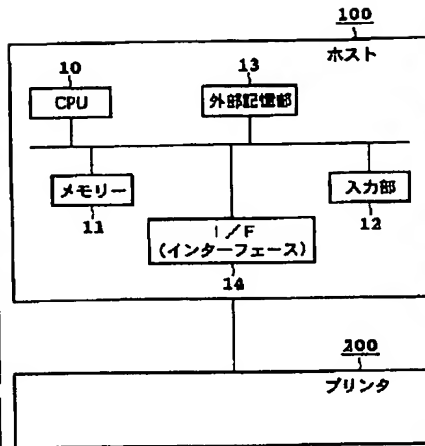 100
ホスト
10
13
CPU
外部記憶部
メモリー
入力部
11
12
I/F
(インターフェース)
14
200
プリンタ